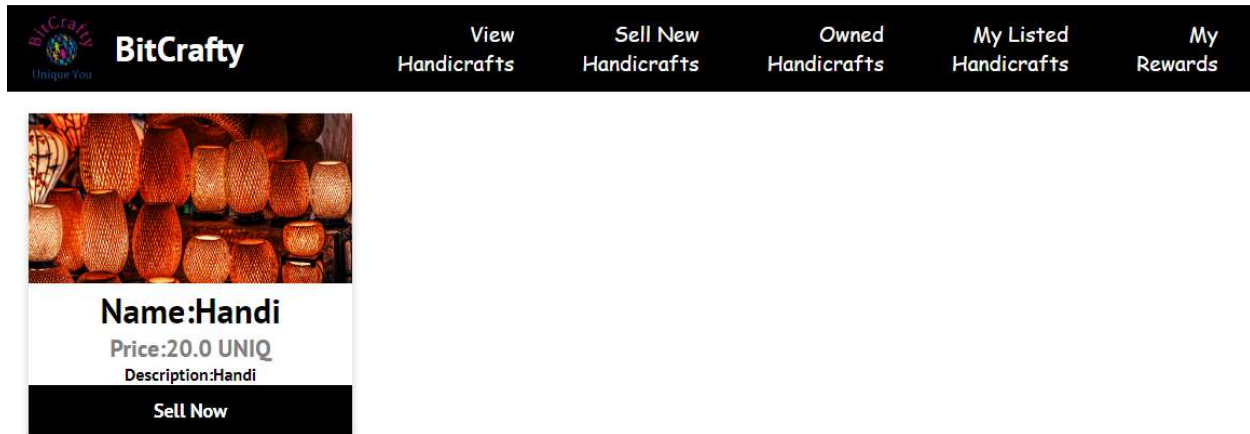 BitCrafty
Unique You
BitCrafty
View
Handicrafts
Sell New
Handicrafts
Owned
Handicrafts
My Listed
Handicrafts
My
Rewards
Name:Handi
Price:20.0 UNIQ
Description:Handi
Sell Now